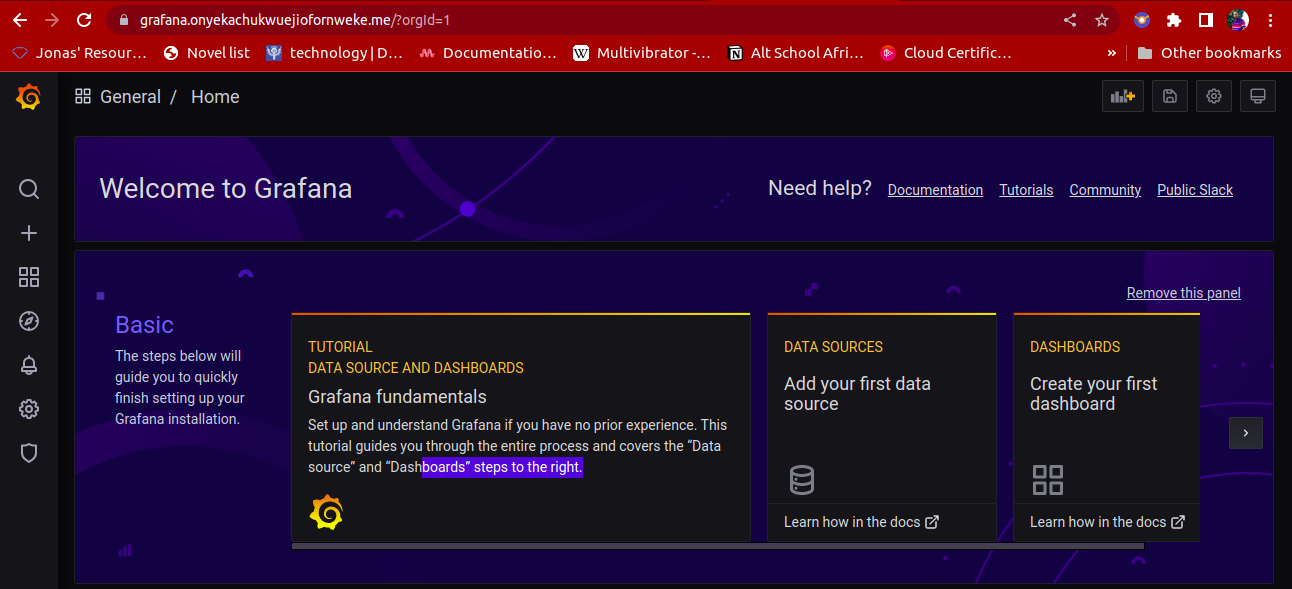 grafana.onyekachukwuejiofornweke.me/?orgId=1
Jonas' Resour... Novel list technology | D... Documentatio... Multivibrator -... Alt School Afri... Cloud Certific... » Other bookmarks
General / Home
Welcome to Grafana
Need help? Documentation Tutorials Community Public Slack
Remove this panel
Basic
The steps below will
guide you to quickly
finish setting up your
Grafana installation.
TUTORIAL
DATA SOURCE AND DASHBOARDS
Grafana fundamentals
Set up and understand Grafana if you have no prior experience. This
tutorial guides you through the entire process and covers the “Data
source” and “Dashboards” steps to the right.
DATA SOURCES
Add your first data
source
Learn how in the docs
DASHBOARDS
Create your first
dashboard
Learn how in the docs